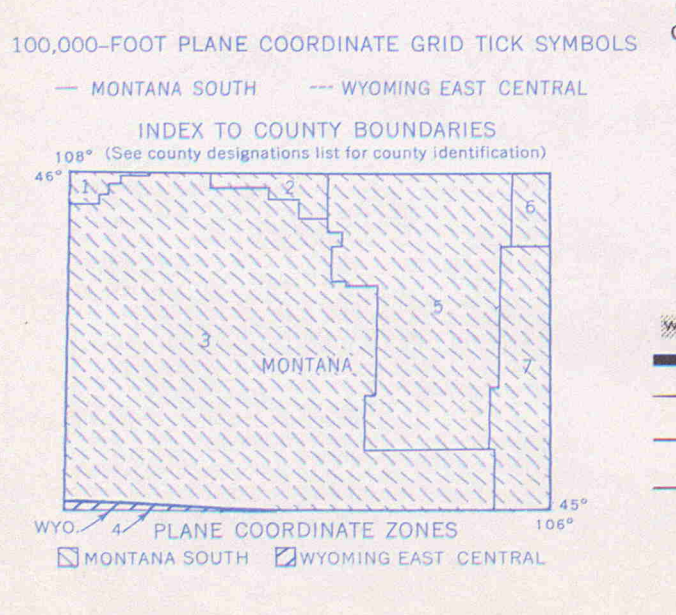 100,000–FOOT PLANE COORDINATE GRID TICK SYMBOLS
— MONTANA SOUTH --- WYOMING EAST CENTRAL
INDEX TO COUNTY BOUNDARIES
108° (See county designations list for county identification)
46°
1
2
6
5
3
MONTANA
7
45°
106°
WYO. 4 PLANE COORDINATE ZONES
MONTANA SOUTH WYOMING EAST CENTRAL